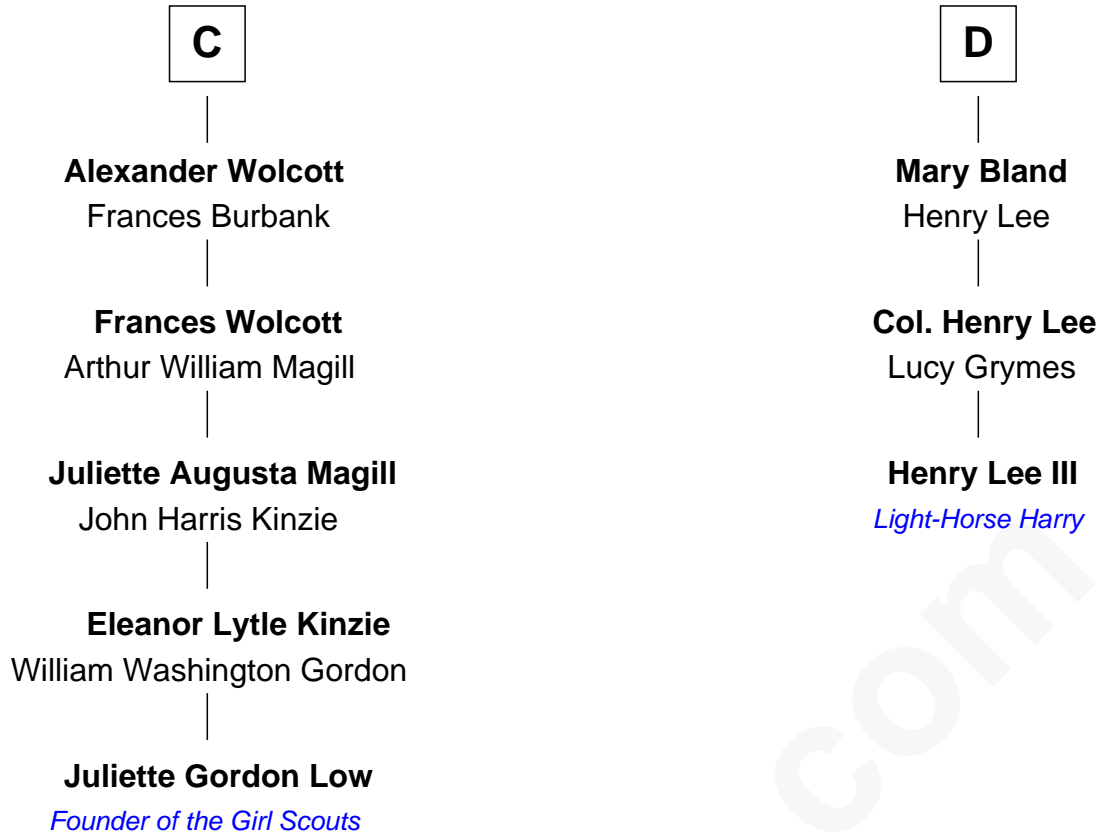 C
Alexander Wolcott
Frances Burbank
Frances Wolcott
Arthur William Magill
Juliette Augusta Magill
John Harris Kinzie
Eleanor Lytle Kinzie
William Washington Gordon
Juliette Gordon Low
Founder of the Girl Scouts
D
Mary Bland
Henry Lee
Col. Henry Lee
Lucy Grymes
Henry Lee III
Light-Horse Harry
com